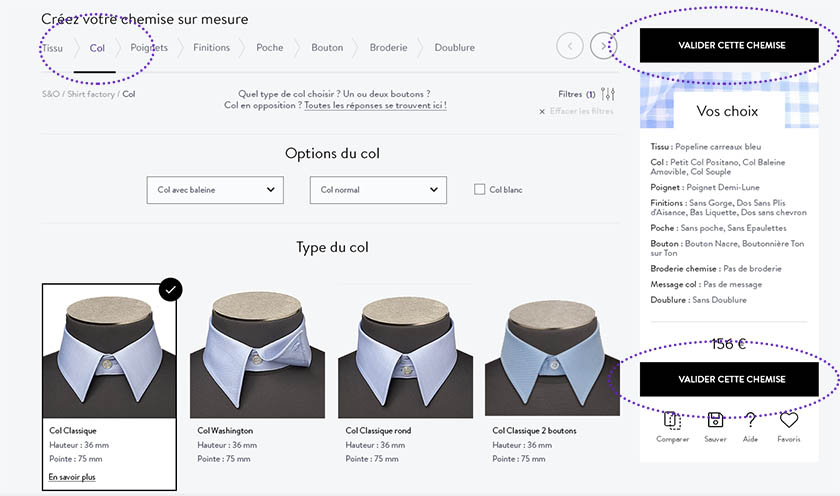 Créez votre chemise sur mesure
Tissu
Col
Poignets
Finitions
Poche
Bouton
Broderie
Doublure
S&O / Shirt factory / Col
Quel type de col choisir ? Un ou deux boutons ?
Col en opposition ? Toutes les réponses se trouvent ici !
Filtres (1)
× Effacer les filtres
Options du col
Col avec baleine
Col normal
Col blanc
Type du col
Col Classique
Hauteur : 36 mm
Pointe : 75 mm
En savoir plus
Col Washington
Hauteur : 36 mm
Pointe : 75 mm
Col Classique rond
Hauteur : 36 mm
Pointe : 75 mm
Col Classique 2 boutons
Hauteur : 36 mm
Pointe : 75 mm
VALIDER CETTE CHEMISE
Vos choix
Tissu : Popeline carreaux bleu
Col : Petit Col Positano, Col Baleine
Amovible, Col Souple
Poignet : Poignet Demi-Lune
Finitions : Sans Gorge, Dos Sans Plis
d'Aisance, Bas Liquette, Dos sans chevron
Poche : Sans poche, Sans Epaulettes
Bouton : Bouton Nacre, Boutonnière Ton
sur Ton
Broderie chemise : Pas de broderie
Message col : Pas de message
Doublure : Sans Doublure
156 €
VALIDER CETTE CHEMISE
Comparer
Sauver
Aide
Favoris